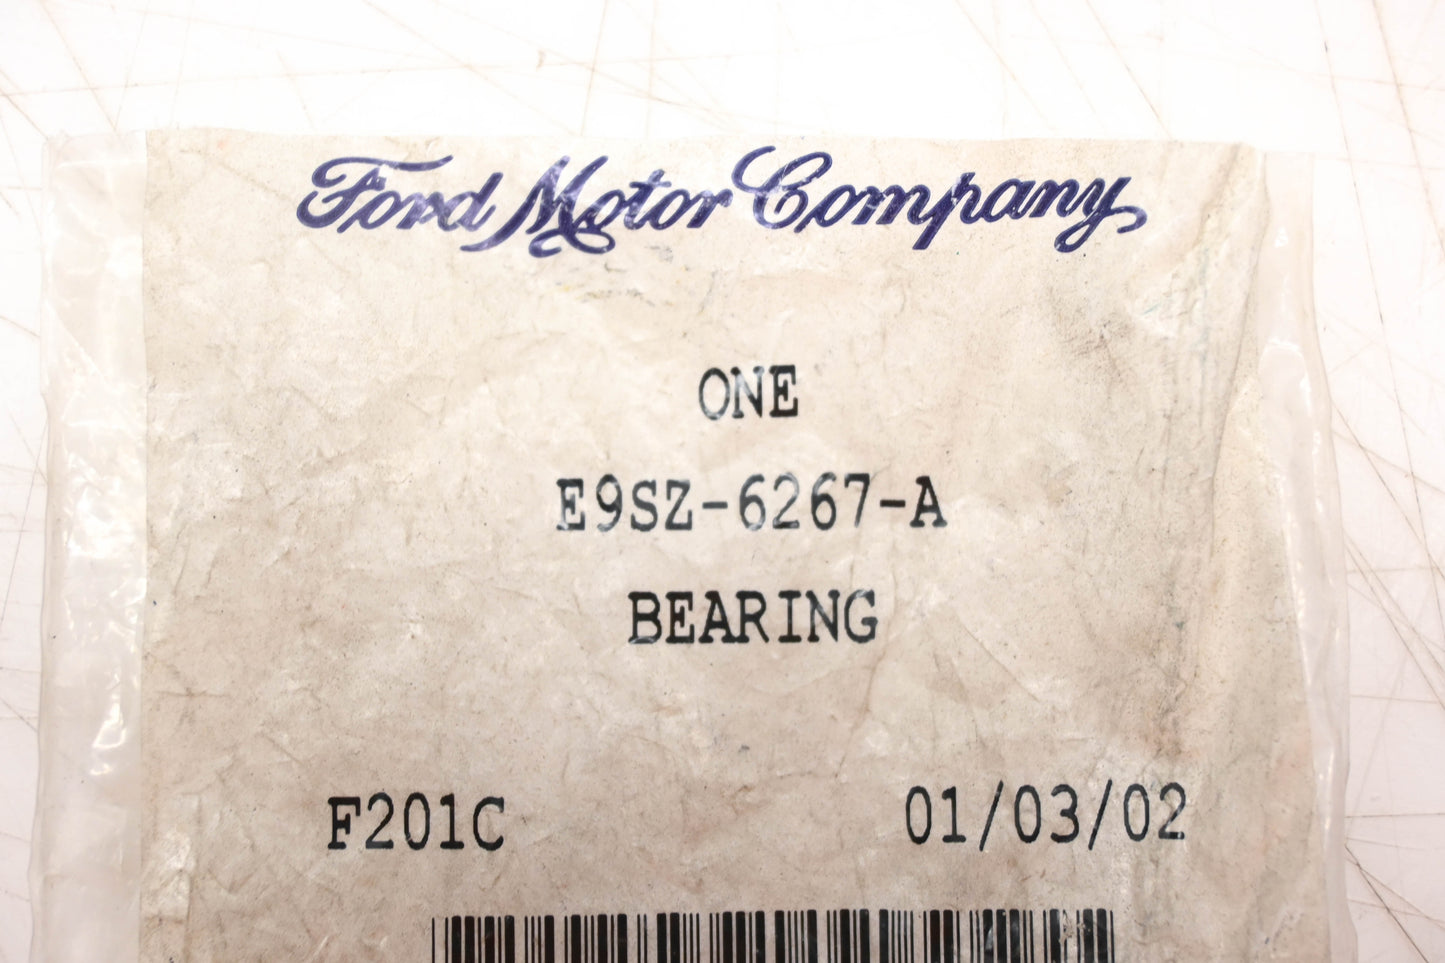 Ford Motor Company
ONE
E9SZ-6267-A
BEARING
F201C 01/03/02